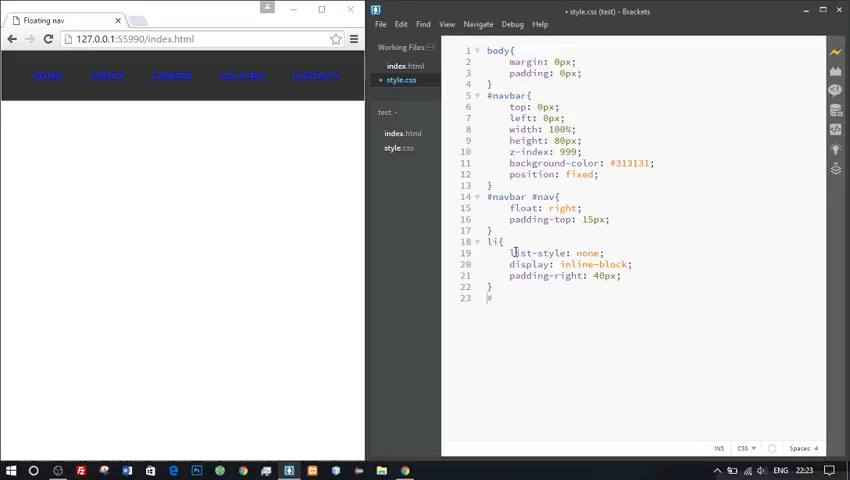 Floating nav
127.0.0.1:55990/index.html
HOME ABOUT CAREER GALLERY CONTACT
style.css (test) - Brackets
File Edit Find View Navigate Debug Help
Working Files
index.html
style.css
test
index.html
style.css
1 body{
2 margin: 0px;
3 padding: 0px;
4 }
5 #navbar{
6 top: 0px;
7 left: 0px;
8 width: 100%;
9 height: 80px;
10 z-index: 999;
11 background-color: #313131;
12 position: fixed;
13 }
14 #navbar #nav{
15 float: right;
16 padding-top: 15px;
17 }
18 li{
19 list-style: none;
20 display: inline-block;
21 padding-right: 40px;
22 }
23 #
INS CSS Spaces: 4
22:23